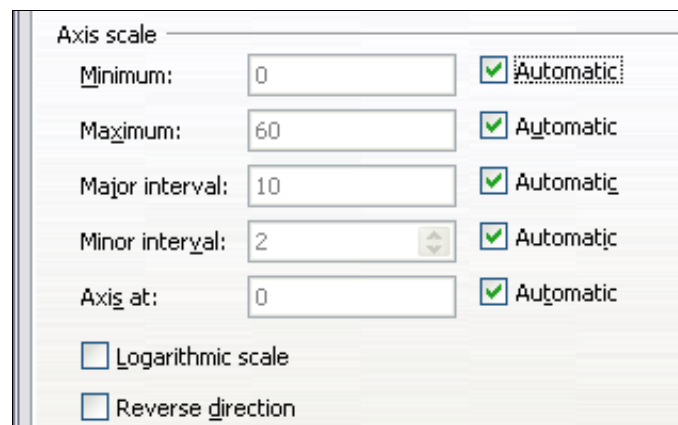 Axis scale
Minimum: 0 Automatic
Maximum: 60 Automatic
Major interval: 10 Automatic
Minor interval: 2 Automatic
Axis at: 0 Automatic
Logarithmic scale
Reverse direction